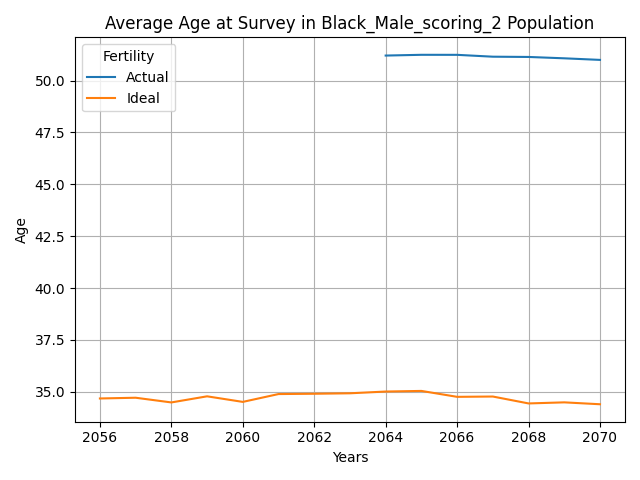 Average Age at Survey in Black_Male_scoring_2 Population
Fertility
Actual
Ideal
50.0
47.5
45.0
42.5
40.0
37.5
35.0
Age
2056 2058 2060 2062 2064 2066 2068 2070
Years